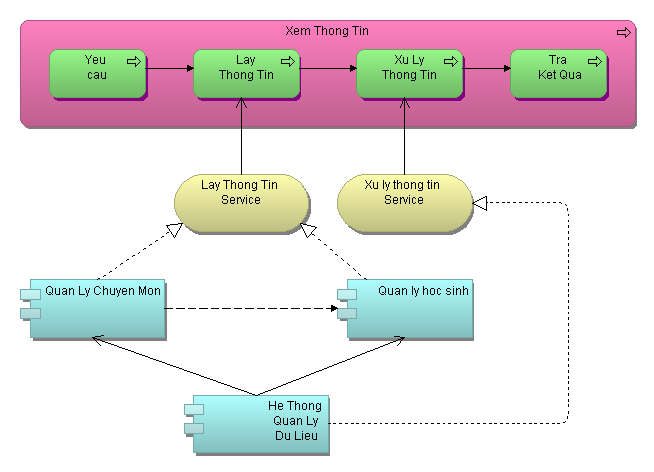 Xem Thong Tin
Yeu
cau
Lay
Thong Tin
Xu Ly
Thong Tin
Tra
Ket Qua
Lay Thong Tin
Service
Xu ly thong tin
Service
Quan Ly Chuyen Mon
Quan ly hoc sinh
He Thong
Quan Ly
Du Lieu